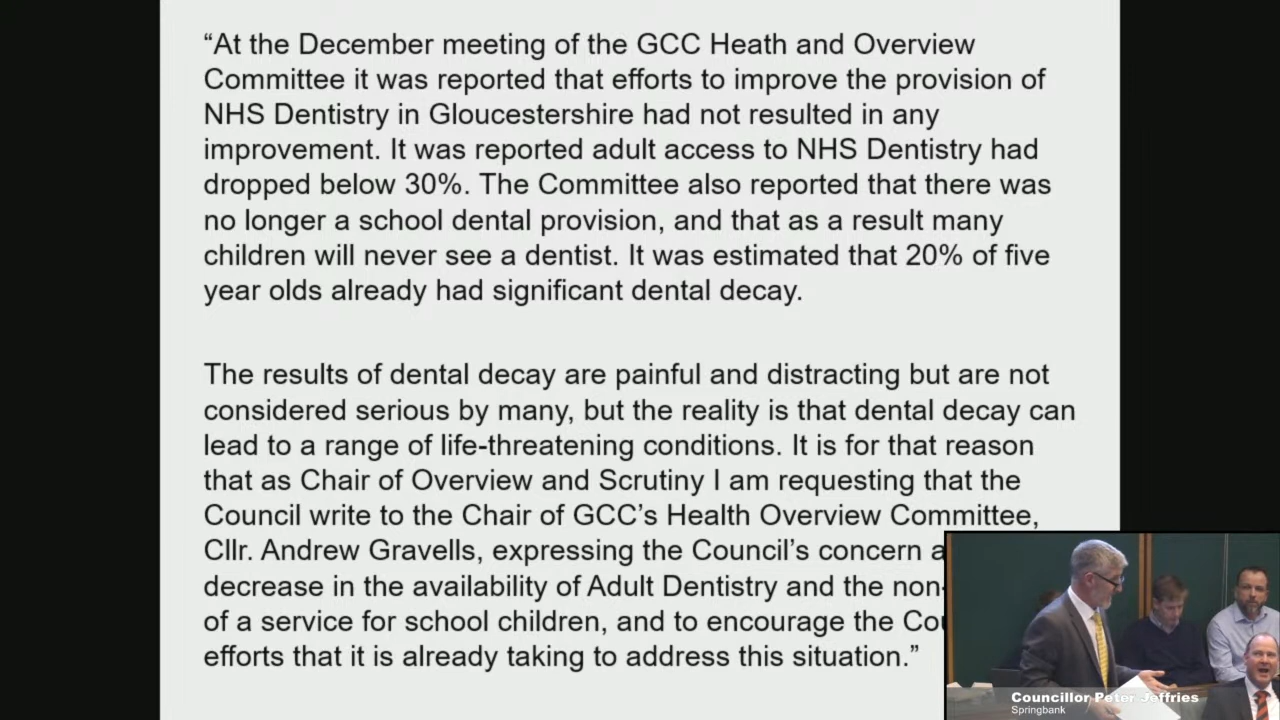 “At the December meeting of the GCC Heath and Overview
Committee it was reported that efforts to improve the provision of
NHS Dentistry in Gloucestershire had not resulted in any
improvement. It was reported adult access to NHS Dentistry had
dropped below 30%. The Committee also reported that there was
no longer a school dental provision, and that as a result many
children will never see a dentist. It was estimated that 20% of five
year olds already had significant dental decay.
The results of dental decay are painful and distracting but are not
considered serious by many, but the reality is that dental decay can
lead to a range of life-threatening conditions. It is for that reason
that as Chair of Overview and Scrutiny I am requesting that the
Council write to the Chair of GCC’s Health Overview Committee,
Cllr. Andrew Gravells, expressing the Council’s concern
decrease in the availability of Adult Dentistry and the non-
of a service for school children, and to encourage the
efforts that it is already taking to address this situation.”
Councillor Peter Jeffries
Springbank